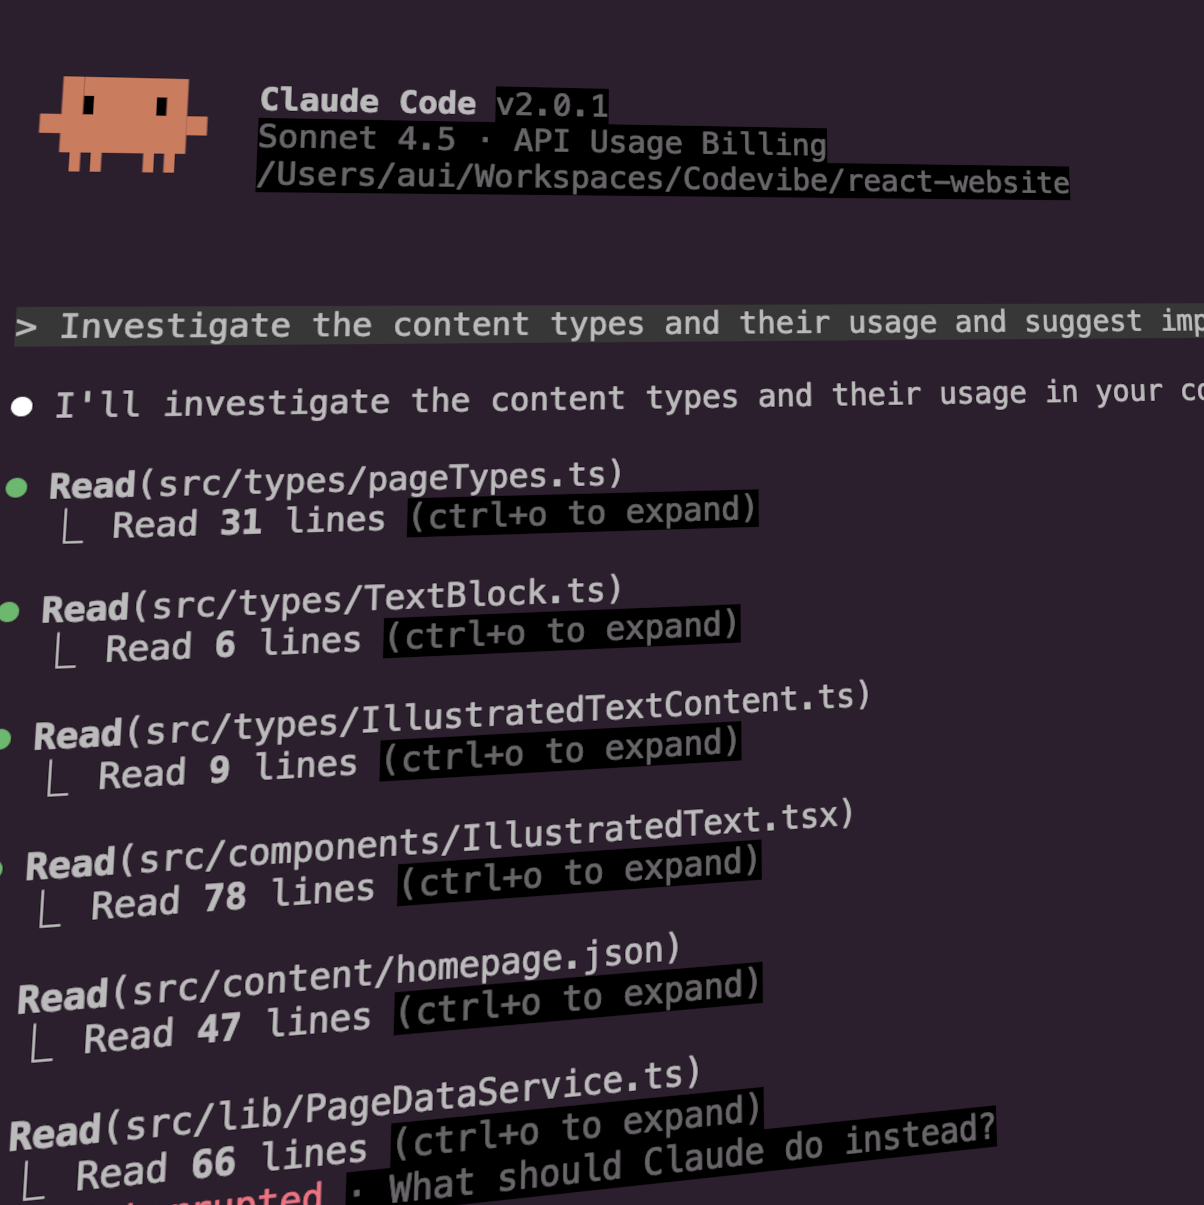 Claude Code v2.0.1
Sonnet 4.5 · API Usage Billing
/Users/aui/Workspaces/Codevibe/react-website
> Investigate the content types and their usage and suggest
● I'll investigate the content types and their usage in your
● Read(src/types/pageTypes.ts)
⎿ Read 31 lines (ctrl+o to expand)
● Read(src/types/TextBlock.ts)
⎿ Read 6 lines (ctrl+o to expand)
● Read(src/types/IllustratedTextContent.ts)
⎿ Read 9 lines (ctrl+o to expand)
● Read(src/components/IllustratedText.tsx)
⎿ Read 78 lines (ctrl+o to expand)
Read(src/content/homepage.json)
⎿ Read 47 lines (ctrl+o to expand)
Read(src/lib/PageDataService.ts)
⎿ Read 66 lines (ctrl+o to expand)
· What should Claude do instead?